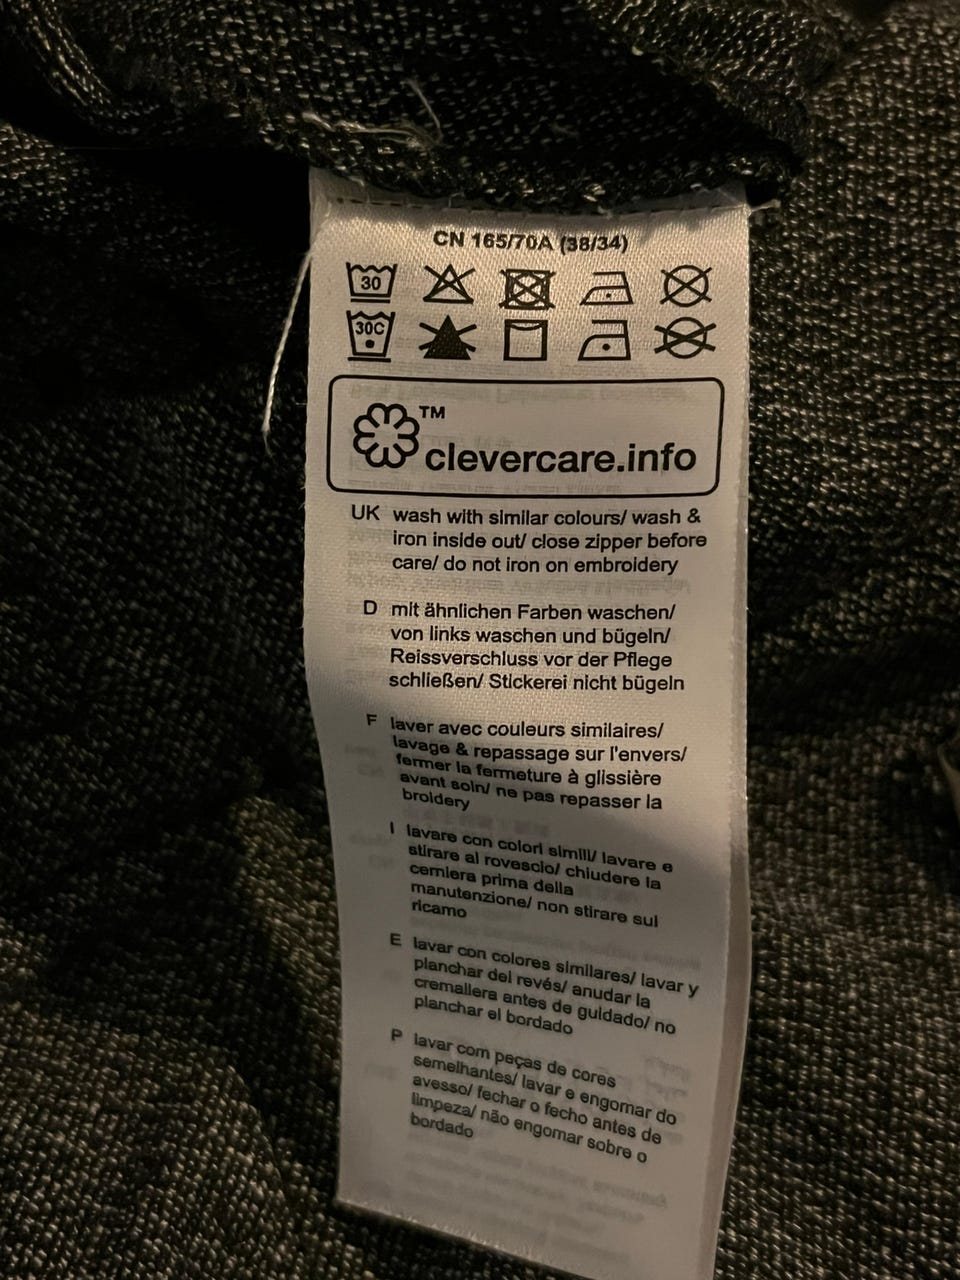 CN 165/70A (38/34)
30
30C
TM
clevercare.info
UK wash with similar colours/ wash &
iron inside out/ close zipper before
care/ do not iron on embroidery
D mit ähnlichen Farben waschen/
von links waschen und bügeln/
Reissverschluss vor der Pflege
schließen/ Stickerei nicht bügeln
F laver avec couleurs similaires/
lavage & repassage sur l'envers/
fermer la fermeture à glissière
avant soin/ ne pas repasser la
broidery
I lavare con colori simili/ lavare e
stirare al rovescio/ chiudere la
cerniera prima della
manutenzione/ non stirare sul
ricamo
E lavar con colores similares/ lavar y
planchar del revés/ anudar la
cremallera antes de guidado/ no
planchar el bordado
P lavar com peças de cores
semelhantes/ lavar e engomar do
avesso/ fechar o fecho antes de
limpeza/ não engomar sobre o
bordado